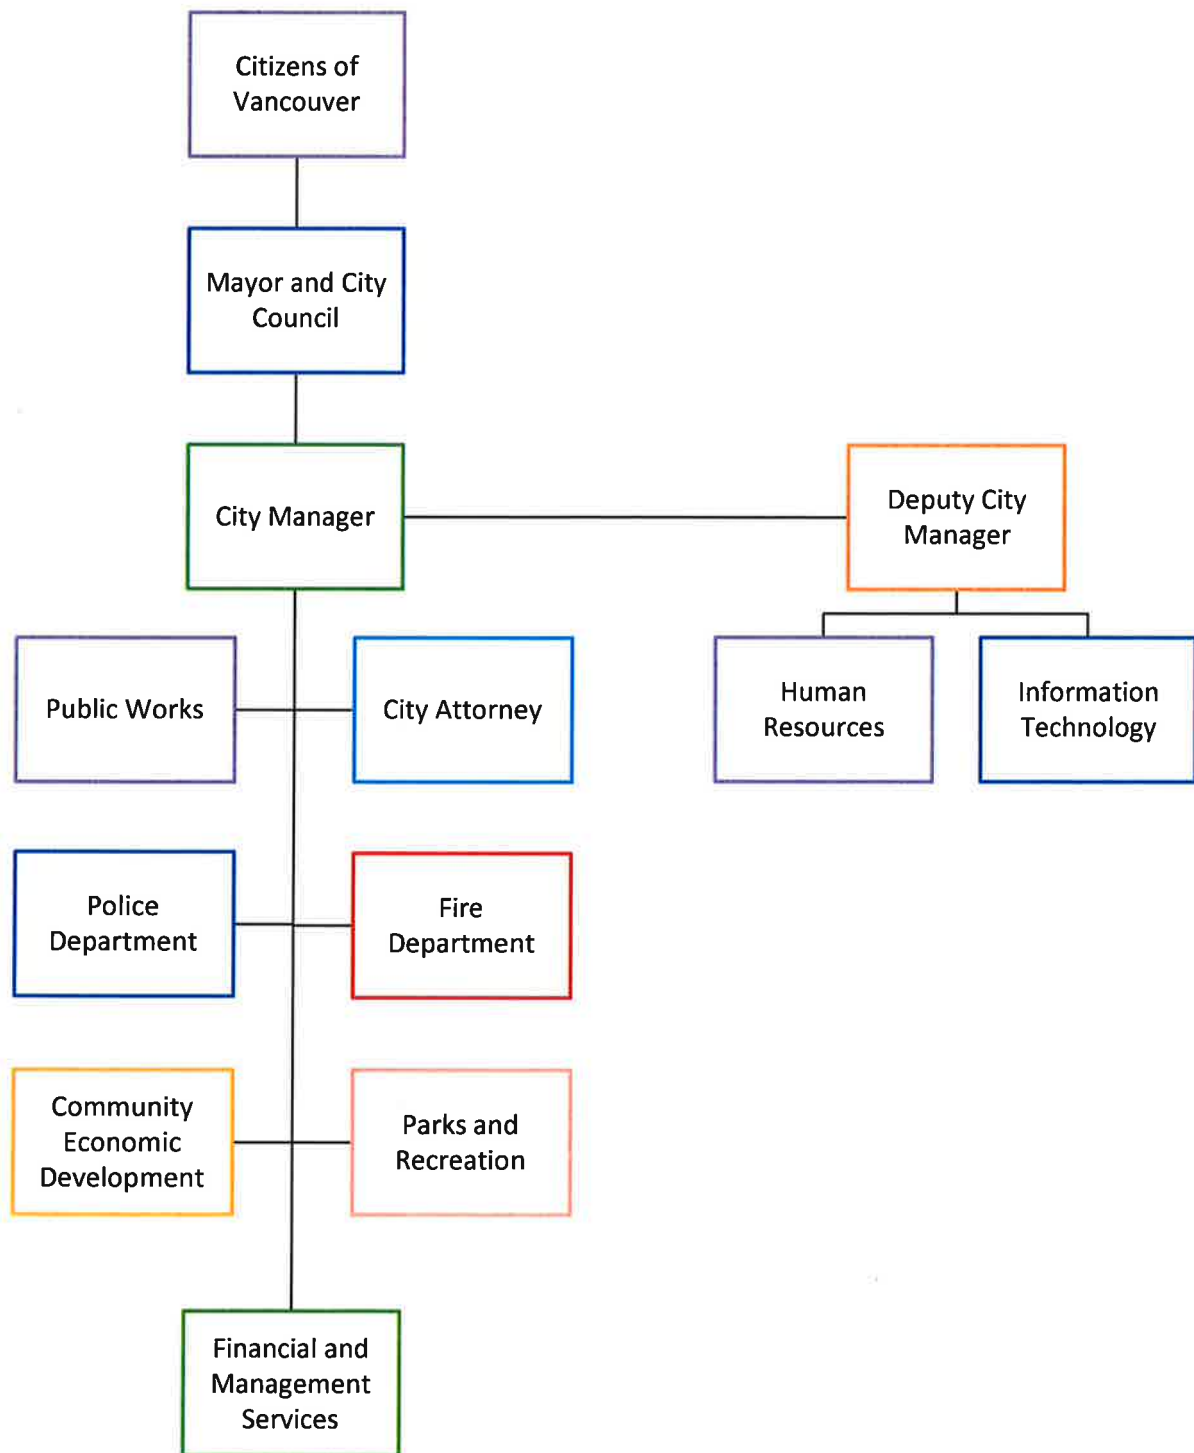 Citizens of
Vancouver
Mayor and City
Council
City Manager
Deputy City
Manager
Public Works
City Attorney
Human
Resources
Information
Technology
Police
Department
Fire
Department
Community
Economic
Development
Parks and
Recreation
Financial and
Management
Services